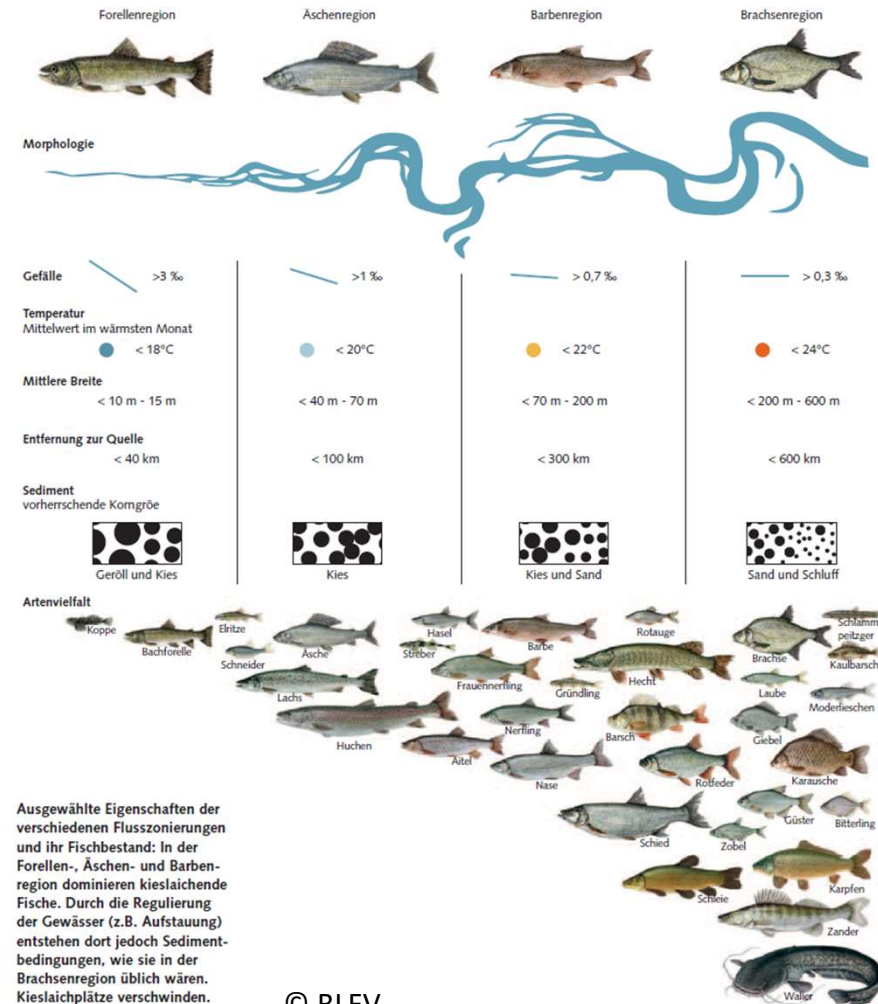 Forellenregion Äschenregion Barbenregion Brachsenregion
Morphologie
Gefälle >3 ‰ >1 ‰ > 0,7 ‰ > 0,3 ‰
Temperatur
Mittelwert im wärmsten Monat
< 18°C < 20°C < 22°C < 24°C
Mittlere Breite
< 10 m - 15 m < 40 m - 70 m < 70 m - 200 m < 200 m - 600 m
Entfernung zur Quelle
< 40 km < 100 km < 300 km < 600 km
Sediment
vorherrschende Korngröe
Geröll und Kies Kies Kies und Sand Sand und Schluff
Artenvielfalt
Koppe Elritze Hasel Rotauge Schlamm
peitzger
Bachforelle Schneider Äsche Streber Barbe Brachse Kaulbarsch
Lachs Frauennerfling Gründling Hecht Laube Moderlieschen
Huchen Nerfling Barsch Giebel
Aitel Nase Rotfeder Karausche
Güster Bitterling
Schied Zobel
Schleie Karpfen
Zander
Waller
Ausgewählte Eigenschaften der
verschiedenen Flusszonierungen
und ihr Fischbestand: In der
Forellen-, Äschen- und Barben-
region dominieren kieslaichende
Fische. Durch die Regulierung
der Gewässer (z.B. Aufstauung)
entstehen dort jedoch Sediment-
bedingungen, wie sie in der
Brachsenregion üblich wären.
Kieslaichplätze verschwinden.